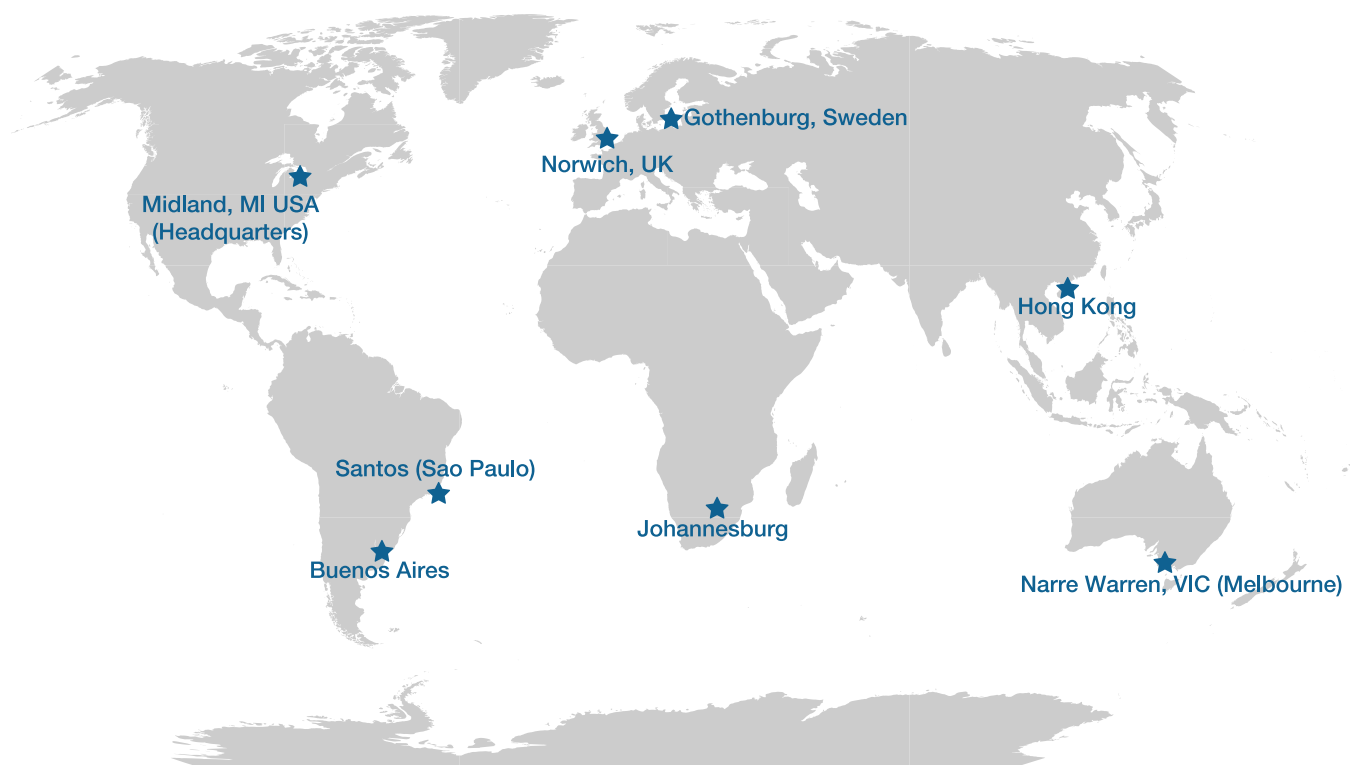 Gothenburg, Sweden
Norwich, UK
Midland, MI USA
(Headquarters)
Hong Kong
Santos (Sao Paulo)
Johannesburg
Buenos Aires
Narre Warren, VIC (Melbourne)